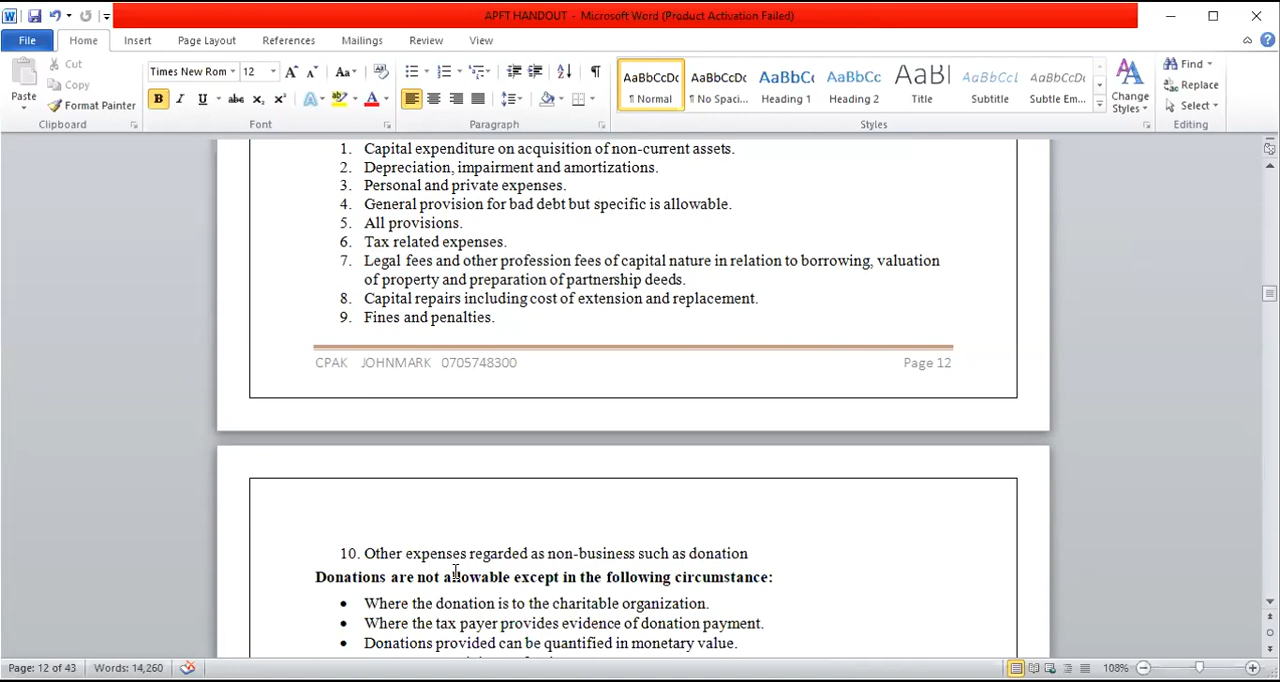 APFT HANDOUT - Microsoft Word (Product Activation Failed)
File Home Insert Page Layout References Mailings Review View
Cut
Copy
Format Painter
Paste
Clipboard
Times New Rom 12
Font
Paragraph
AaBbCcDc AaBbCcDc AaBbC AaBbCc AaBl AaBbCcL AaBbCcDc
¶ Normal ¶ No Spaci... Heading 1 Heading 2 Title Subtitle Subtle Em...
Change Styles
Styles
Find
Replace
Select
Editing
1. Capital expenditure on acquisition of non-current assets.
2. Depreciation, impairment and amortizations.
3. Personal and private expenses.
4. General provision for bad debt but specific is allowable.
5. All provisions.
6. Tax related expenses.
7. Legal fees and other profession fees of capital nature in relation to borrowing, valuation
of property and preparation of partnership deeds.
8. Capital repairs including cost of extension and replacement.
9. Fines and penalties.
CPAK JOHNMARK 0705748300 Page 12
10. Other expenses regarded as non-business such as donation
Donations are not allowable except in the following circumstance:
• Where the donation is to the charitable organization.
• Where the tax payer provides evidence of donation payment.
• Donations provided can be quantified in monetary value.
Page: 12 of 43 Words: 14,260 108%